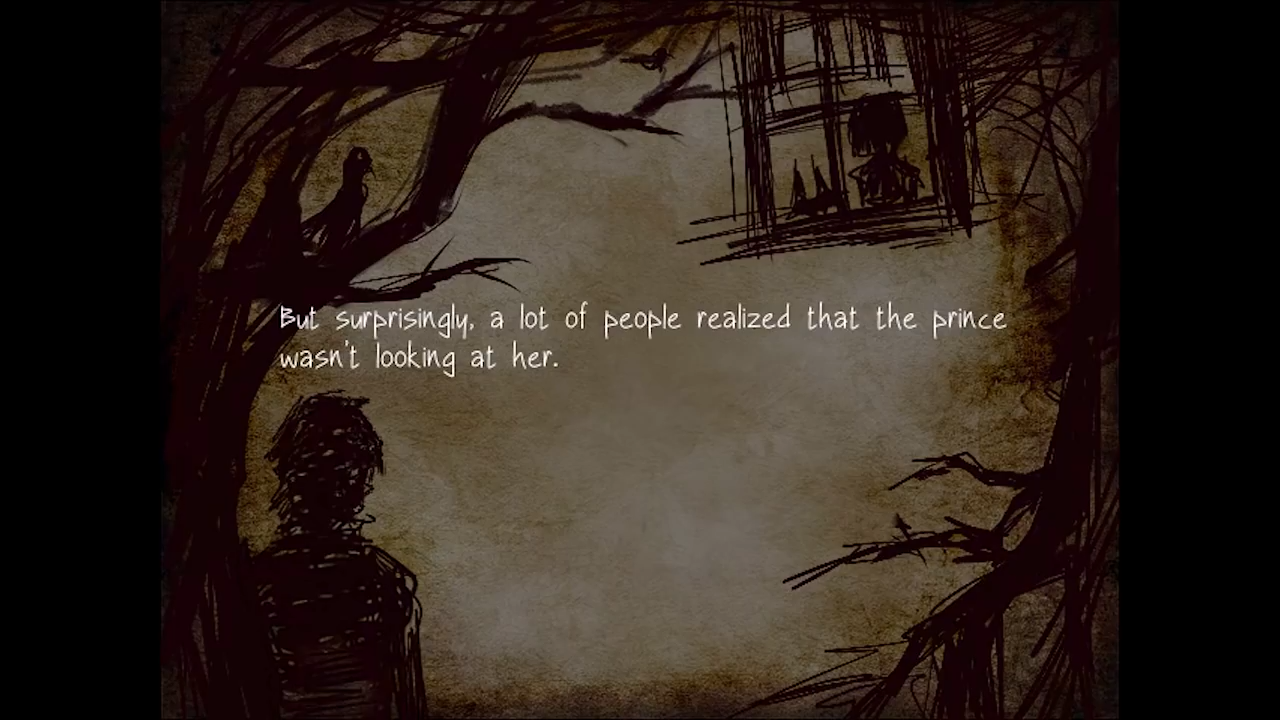 But surprisingly, a lot of people realized that the prince
wasn't looking at her.